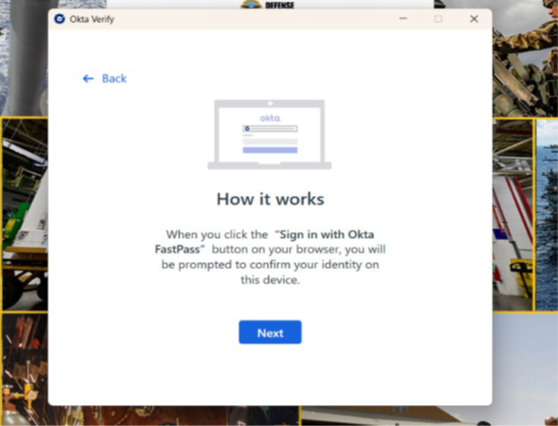 DEFENSE
Okta Verify
Back
okta
How it works
When you click the "Sign in with Okta
FastPass" button on your browser, you will
be prompted to confirm your identity on
this device.
Next